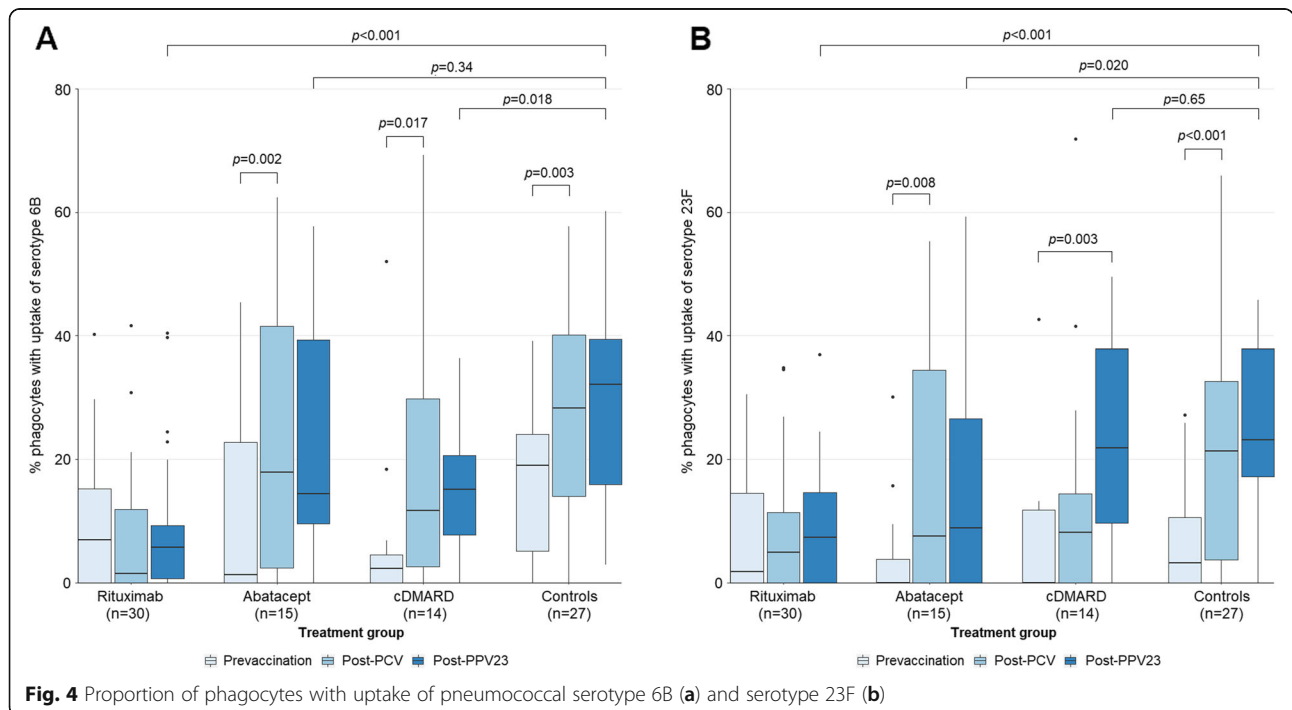 A
p<0.001
p=0.34
p=0.018
p=0.017
p=0.002
p=0.003
% phagocytes with uptake of serotype 6B
80
60
40
20
0
Rituximab Abatacept cDMARD Controls
(n=30) (n=15) (n=14) (n=27)
Treatment group
Prevaccination Post-PCV Post-PPV23
B
p<0.001
p=0.020
p=0.65
p<0.001
p=0.008
p=0.003
% phagocytes with uptake of serotype 23F
80
60
40
20
0
Rituximab Abatacept cDMARD Controls
(n=30) (n=15) (n=14) (n=27)
Treatment group
Prevaccination Post-PCV Post-PPV23
Fig. 4 Proportion of phagocytes with uptake of pneumococcal serotype 6B (a) and serotype 23F (b)